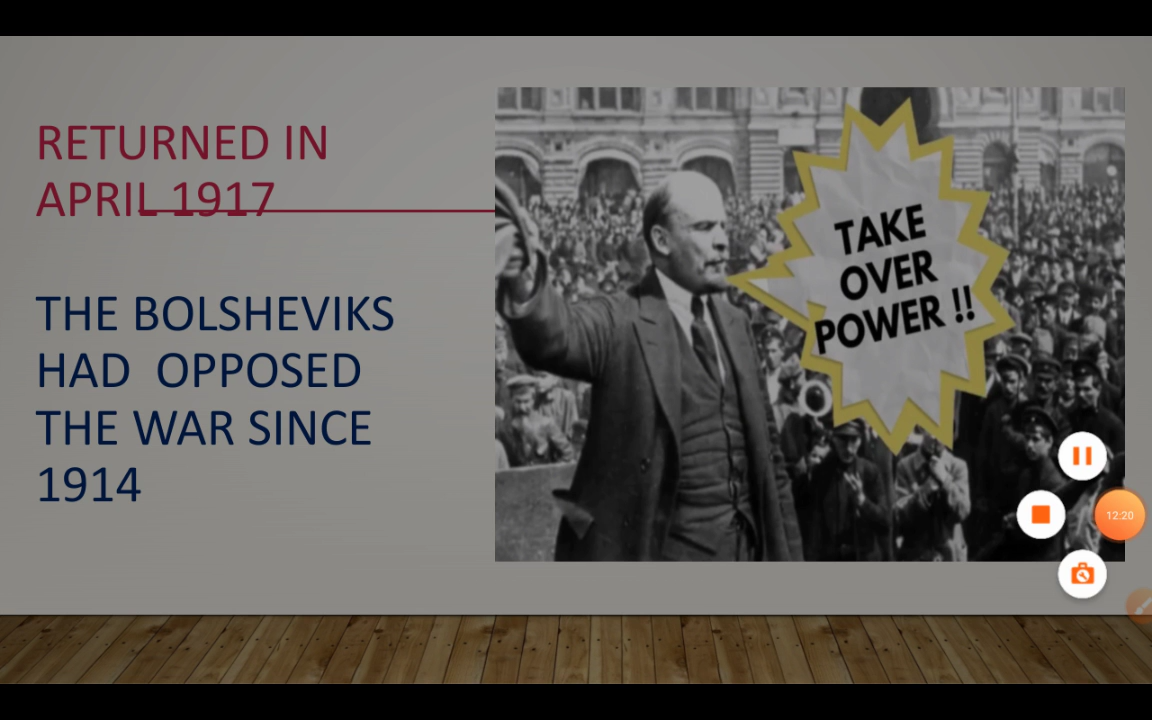 RETURNED IN
APRIL 1917
THE BOLSHEVIKS
HAD  OPPOSED
THE WAR SINCE
1914
TAKE
OVER
POWER !!
12:20